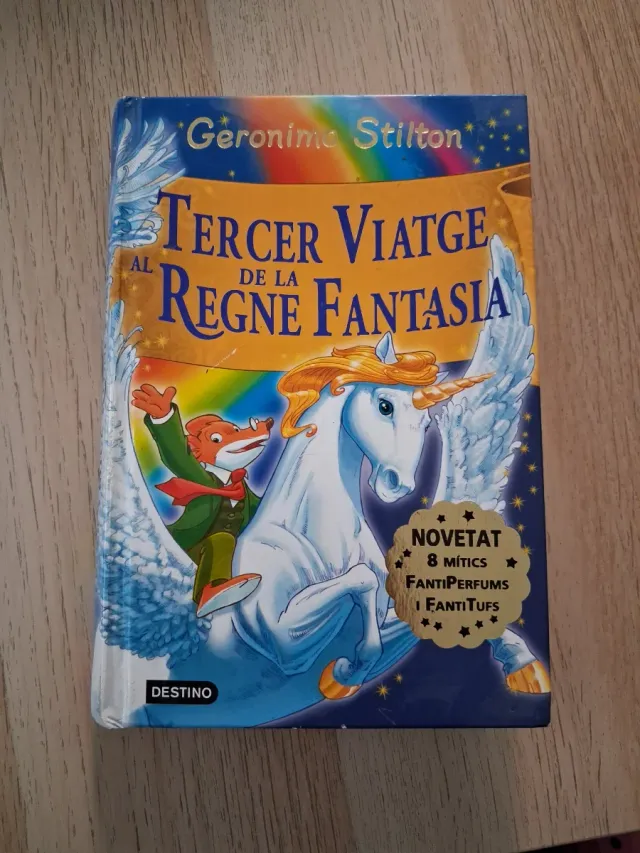 Geronimo Stilton
TERCER VIATGE
AL
DE LA
REGNE FANTASIA
NOVETAT
8 MÍTICS
FANTIPERFUMS
I FANTITUFS
DESTINO